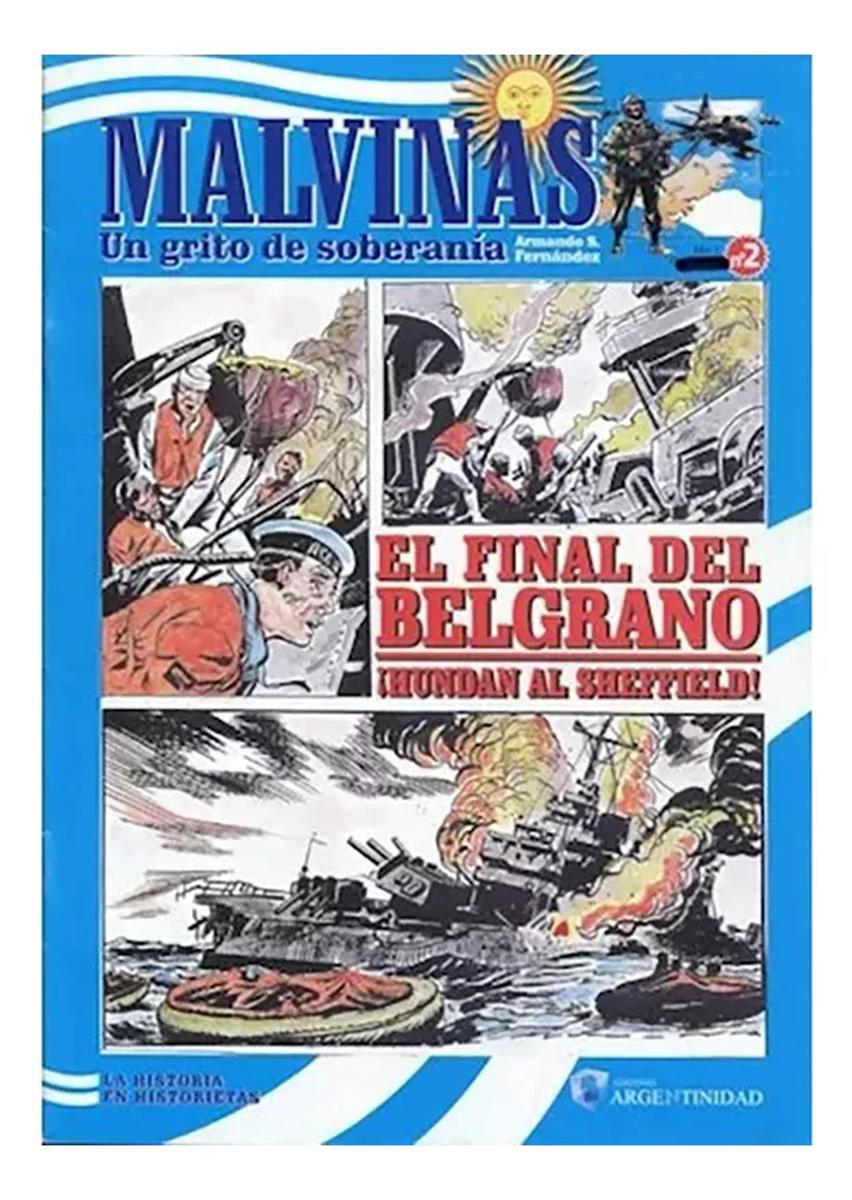 MALVINAS
Un grito de soberanía
Armando S.
Fernández
nº2
EL FINAL DEL
BELGRANO
¡HUNDAN AL SHEFFIELD!
LA HISTORIA
EN HISTORIETAS
ARGENTINIDAD